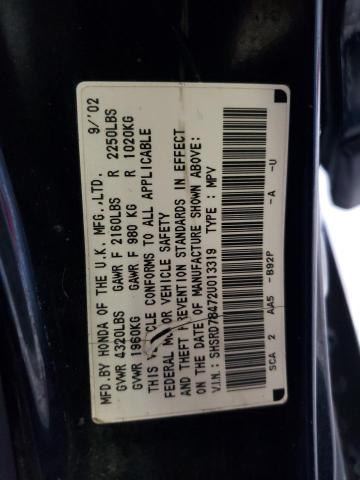 MFD.BY HONDA OF THE U.K. MFG.,LTD. 9/'02
GVWR 4320LBS GAWR F 2160LBS R 2250LBS
GVWR 1960KG GAWR F 980 KG R 1020KG
THIS VEHICLE CONFORMS TO ALL APPLICABLE
FEDERAL MOTOR VEHICLE SAFETY
AND THEFT PREVENTION STANDARDS IN EFFECT
ON THE DATE OF MANUFACTURE SHOWN ABOVE:
V.I.N.: SHSRD78472U013319 TYPE: MPV
SCA 2 AA5 -B92P -A -U